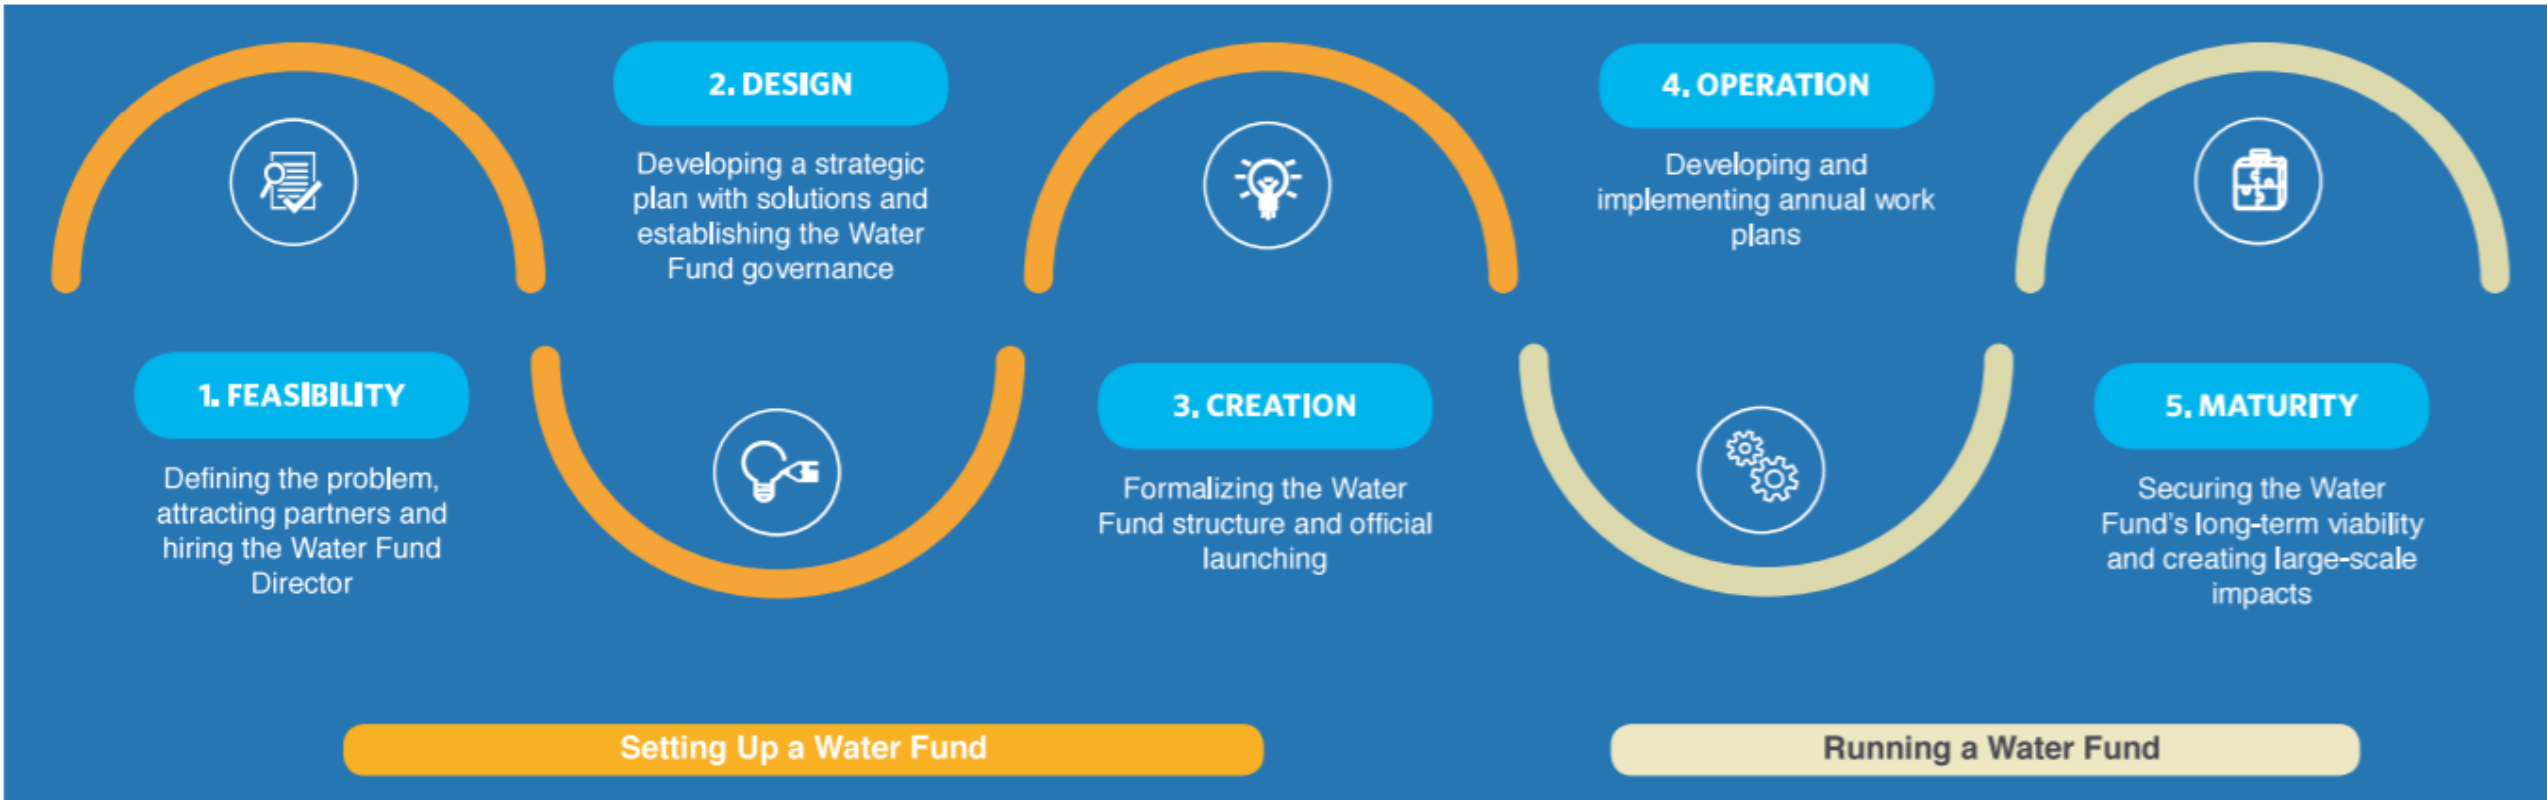 1. FEASIBILITY
Defining the problem,
attracting partners and
hiring the Water Fund
Director
2. DESIGN
Developing a strategic
plan with solutions and
establishing the Water
Fund governance
3. CREATION
Formalizing the Water
Fund structure and official
launching
4. OPERATION
Developing and
implementing annual work
plans
5. MATURITY
Securing the Water
Fund's long-term viability
and creating large-scale
impacts
Setting Up a Water Fund
Running a Water Fund